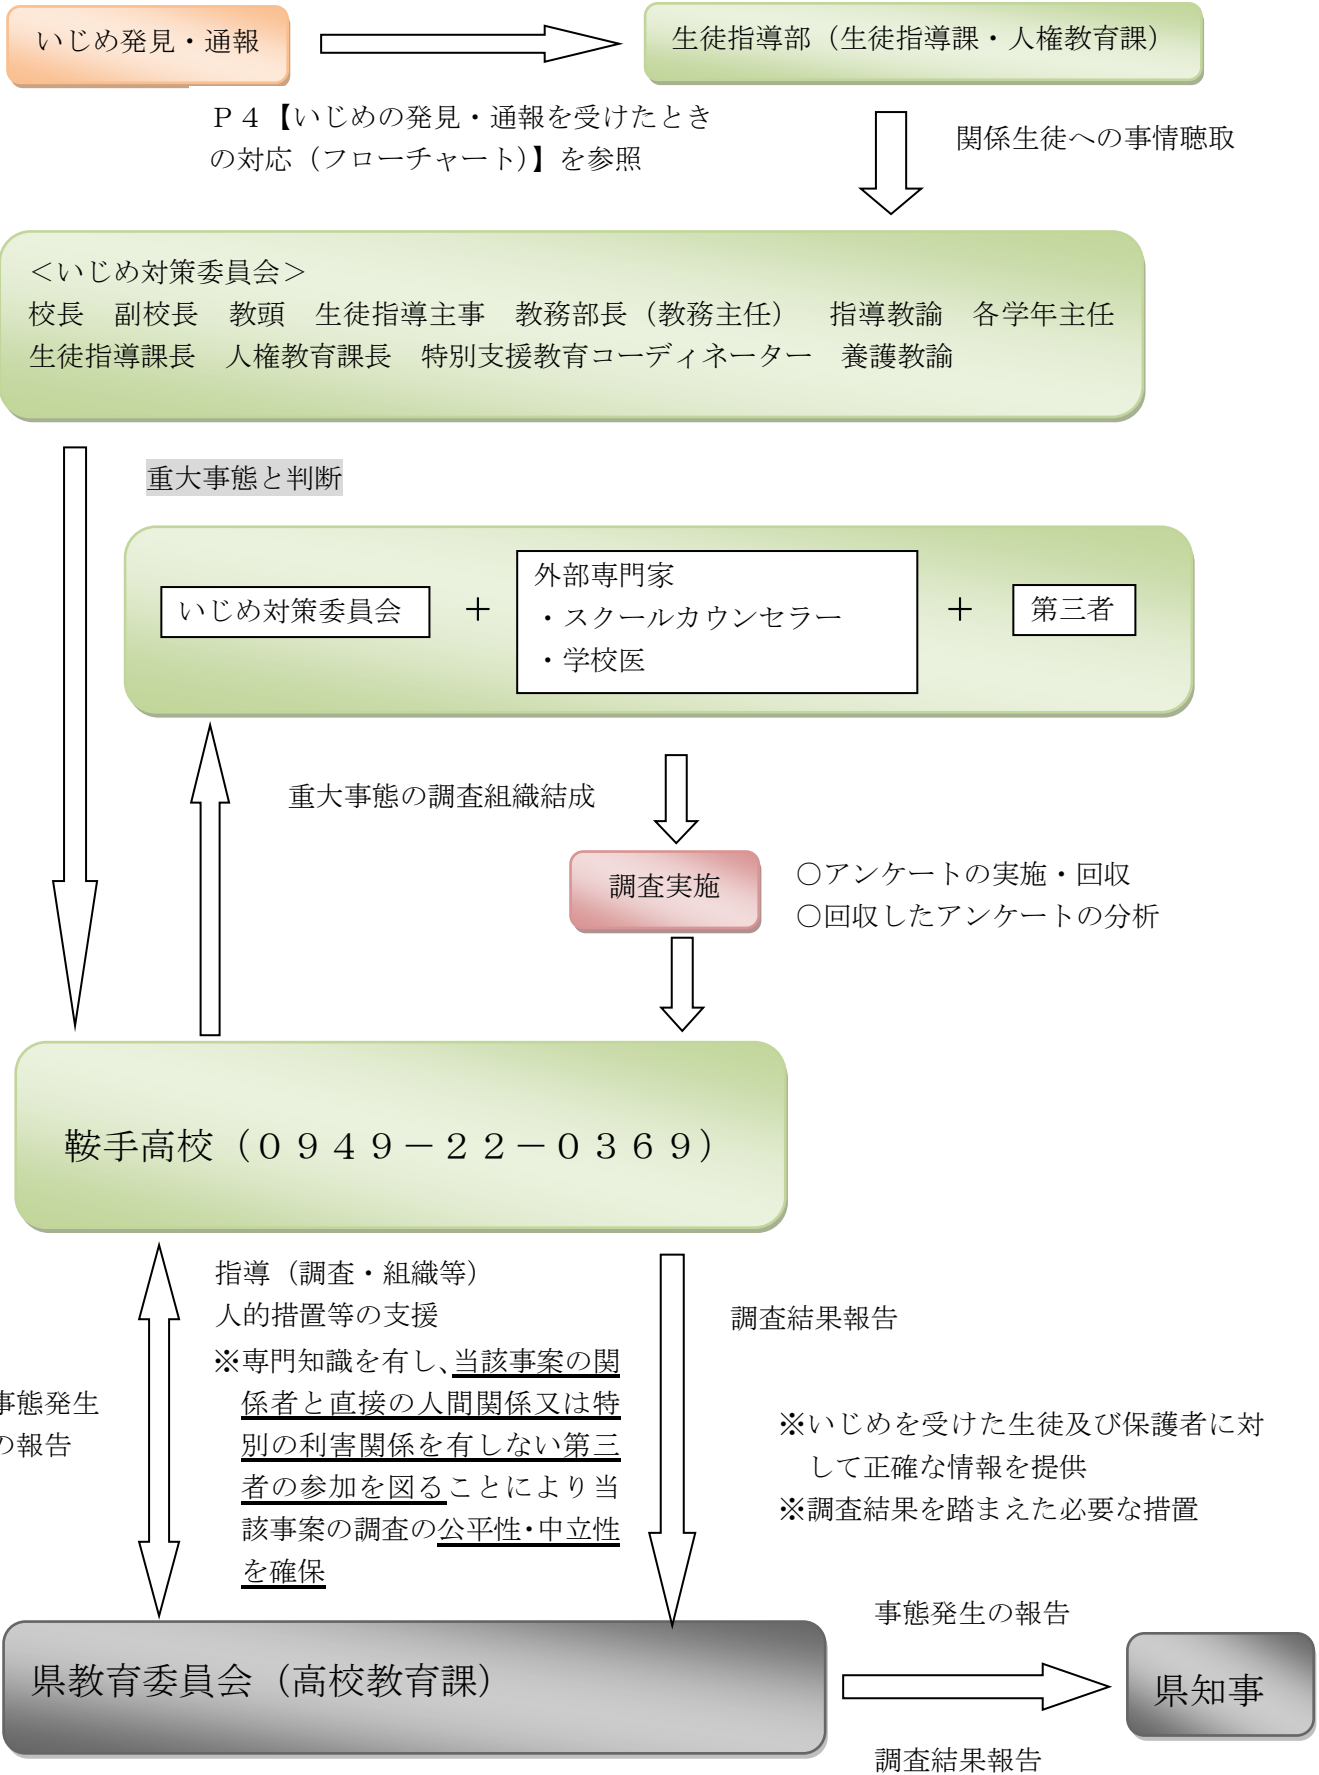 いじめ発見・通報
生徒指導部（生徒指導課・人権教育課）
Ｐ４【いじめの発見・通報を受けたとき
の対応（フローチャート）】を参照
関係生徒への事情聴取
＜いじめ対策委員会＞
校長　副校長　教頭　生徒指導主事　教務部長（教務主任）　指導教諭　各学年主任
生徒指導課長　人権教育課長　特別支援教育コーディネーター　養護教諭
重大事態と判断
いじめ対策委員会
＋
外部専門家
・スクールカウンセラー
・学校医
＋
第三者
重大事態の調査組織結成
調査実施
○アンケートの実施・回収
○回収したアンケートの分析
鞍手高校（０９４９－２２－０３６９）
指導（調査・組織等）
人的措置等の支援
※専門知識を有し、当該事案の関
係者と直接の人間関係又は特
別の利害関係を有しない第三
者の参加を図ることにより当
該事案の調査の公平性・中立性
を確保
事態発生
の報告
調査結果報告
※いじめを受けた生徒及び保護者に対
して正確な情報を提供
※調査結果を踏まえた必要な措置
県教育委員会（高校教育課）
事態発生の報告
調査結果報告
県知事